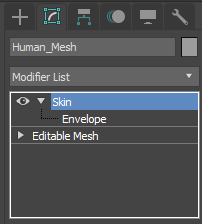 Human_Mesh
Modifier List
Skin
Envelope
Editable Mesh